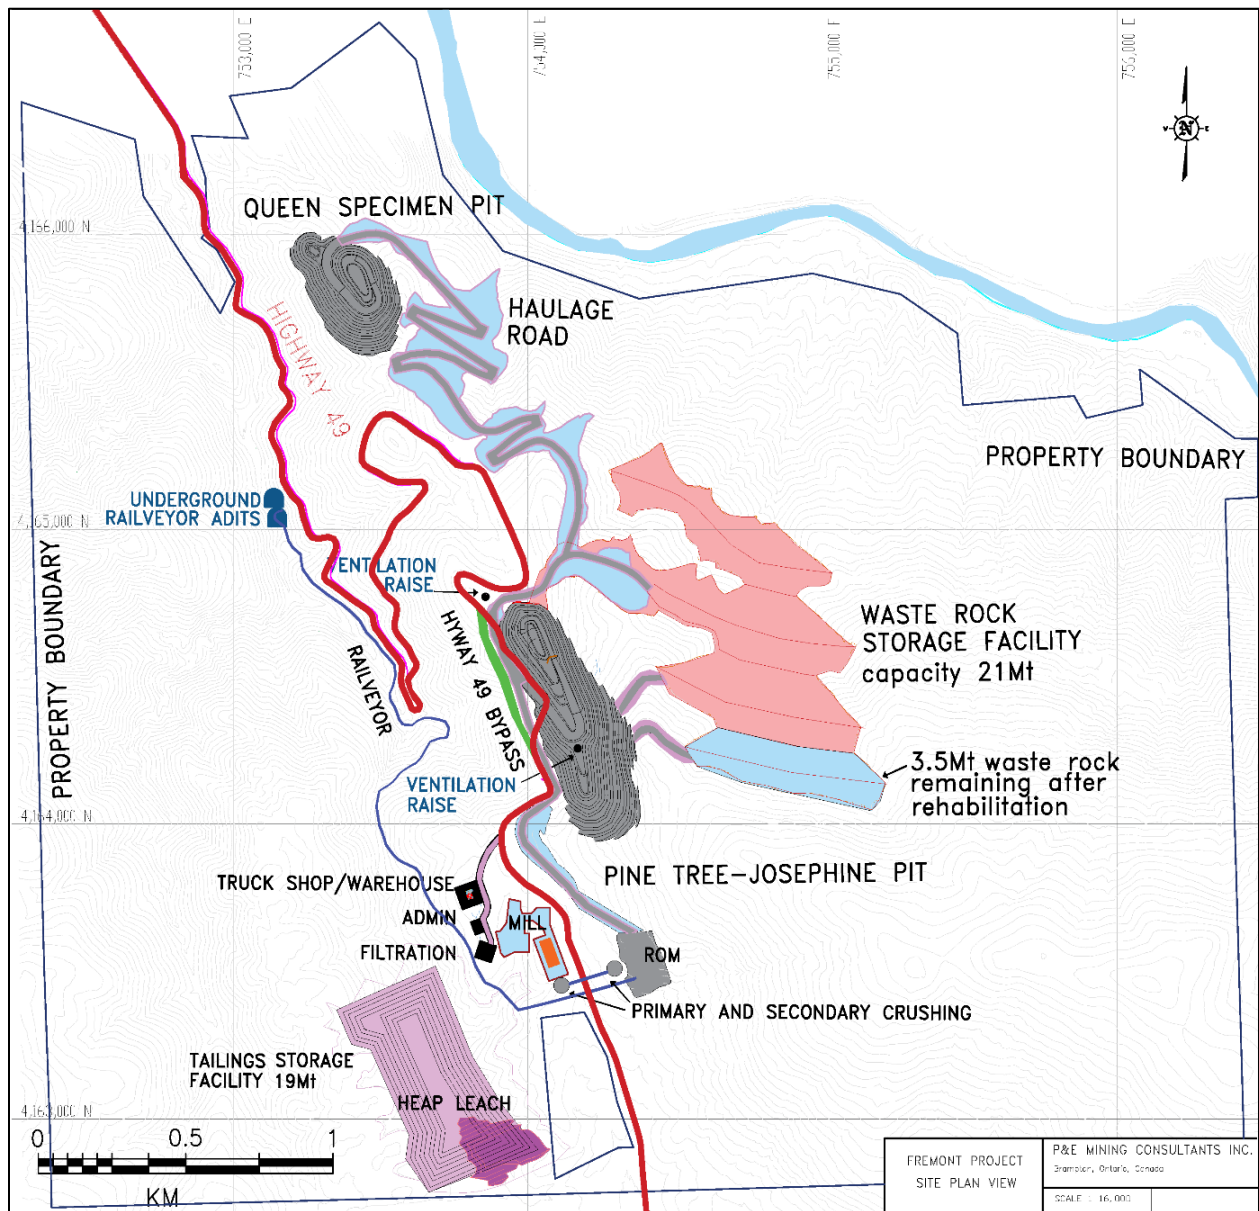 753,000 E
754,000 E
755,000 E
756,000 E
N
E
QUEEN SPECIMEN PIT
4,166,000 N
HAULAGE
ROAD
HIGHWAY 49
PROPERTY BOUNDARY
UNDERGROUND
RAILVEYOR ADITS
4,165,000 N
VENTILATION
RAISE
PROPERTY BOUNDARY
WASTE ROCK
STORAGE FACILITY
capacity 21Mt
HYWAY 49 BYPASS
RAILVEYOR
3.5Mt waste rock
remaining after
rehabilitation
VENTILATION
RAISE
4,164,000 N
PINE TREE-JOSEPHINE PIT
TRUCK SHOP/WAREHOUSE
ADMIN
MILL
FILTRATION
ROM
PRIMARY AND SECONDARY CRUSHING
TAILINGS STORAGE
FACILITY 19Mt
HEAP LEACH
4,163,000 N
0 0.5 1
KM
FREMONT PROJECT
SITE PLAN VIEW
P&E MINING CONSULTANTS INC.
Brampton, Ontario, Canada
SCALE : 16,000